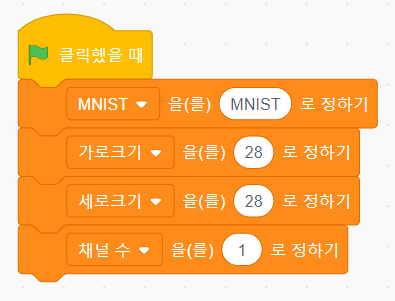 클릭했을 때
MNIST 을(를) MNIST 로 정하기
가로크기 을(를) 28 로 정하기
세로크기 을(를) 28 로 정하기
채널 수 을(를) 1 로 정하기